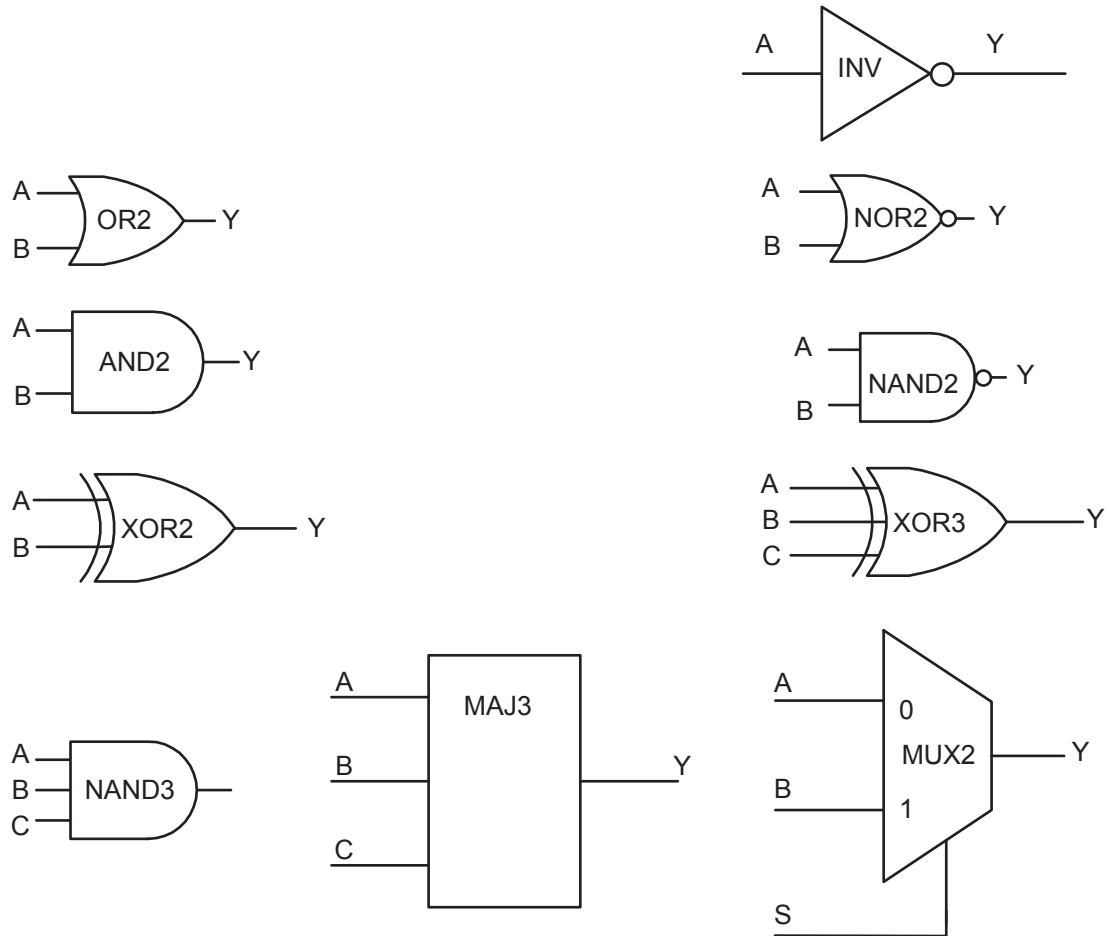 A INV Y
A OR2 Y
B
A NOR2 Y
B
A AND2 Y
B
A NAND2 Y
B
A XOR2 Y
B
A
B XOR3 Y
C
A
B NAND3
C
A MAJ3
B Y
C
A 0
MUX2 Y
B 1
S